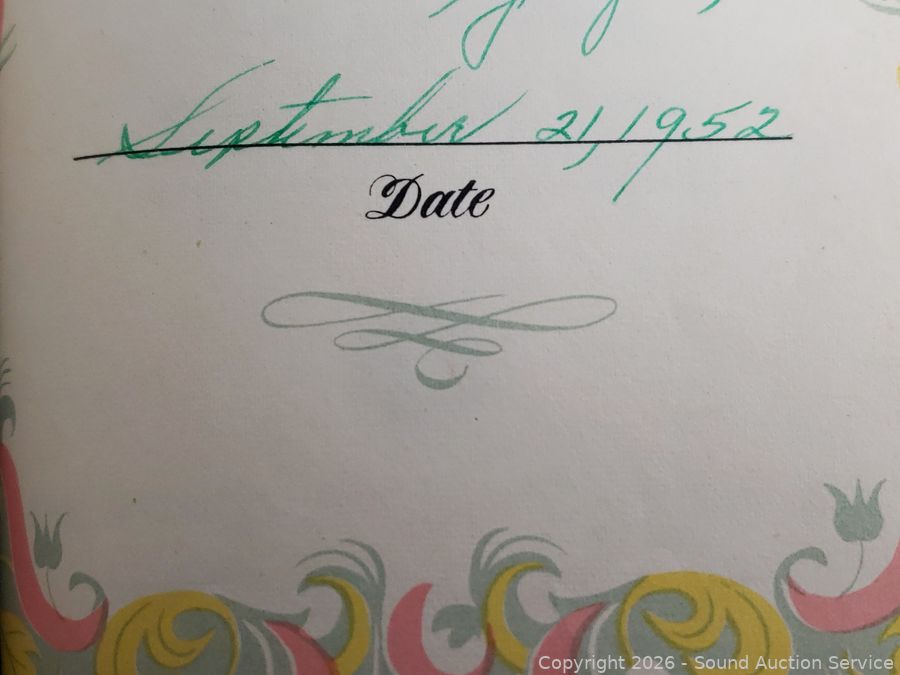 September 21, 1952
Date
Copyright 2026 - Sound Auction Service